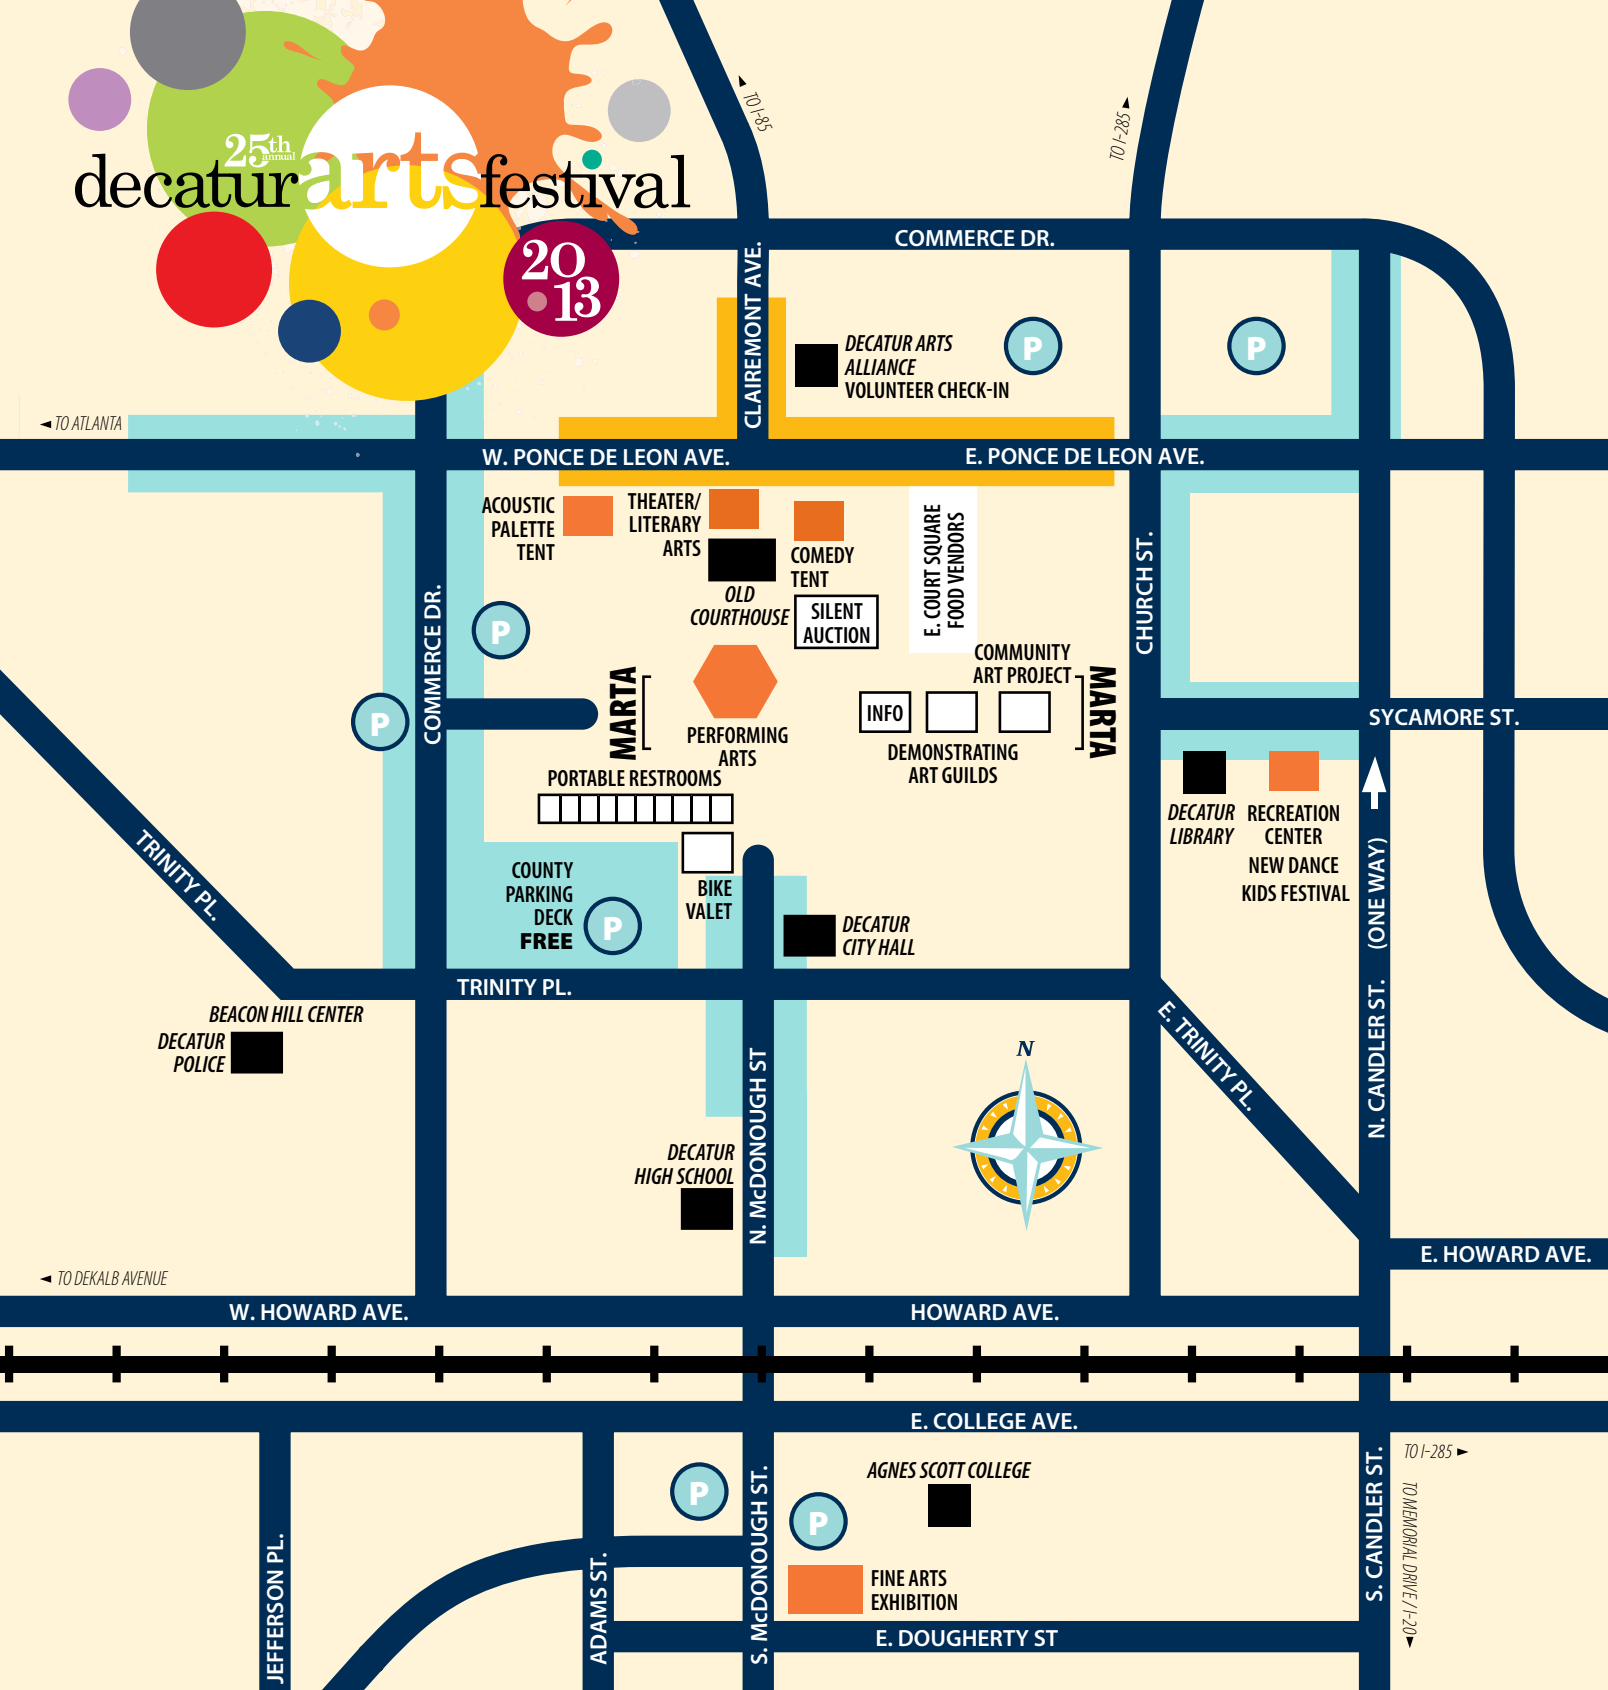 25th
annual
decaturartsfestival
20
13
TO I-85
TO I-285
COMMERCE DR.
CLAIREMONT AVE.
DECATUR ARTS
ALLIANCE
VOLUNTEER CHECK-IN
P
P
TO ATLANTA
W. PONCE DE LEON AVE.
E. PONCE DE LEON AVE.
ACOUSTIC
PALETTE
TENT
THEATER/
LITERARY
ARTS
COMEDY
TENT
OLD
COURTHOUSE
SILENT
AUCTION
E. COURT SQUARE
FOOD VENDORS
CHURCH ST.
COMMERCE DR.
P
P
MARTA
PERFORMING
ARTS
COMMUNITY
ART PROJECT
INFO
DEMONSTRATING
ART GUILDS
MARTA
SYCAMORE ST.
PORTABLE RESTROOMS
DECATUR
LIBRARY
RECREATION
CENTER
NEW DANCE
KIDS FESTIVAL
TRINITY PL.
COUNTY
PARKING
DECK
FREE
P
BIKE
VALET
DECATUR
CITY HALL
N. CANDLER ST. (ONE WAY)
TRINITY PL.
BEACON HILL CENTER
DECATUR
POLICE
E. TRINITY PL.
N
N. McDONOUGH ST
DECATUR
HIGH SCHOOL
E. HOWARD AVE.
TO DEKALB AVENUE
W. HOWARD AVE.
HOWARD AVE.
E. COLLEGE AVE.
TO I-285
TO MEMORIAL DRIVE / I-20
S. CANDLER ST.
AGNES SCOTT COLLEGE
P
P
S. McDONOUGH ST.
JEFFERSON PL.
ADAMS ST.
FINE ARTS
EXHIBITION
E. DOUGHERTY ST